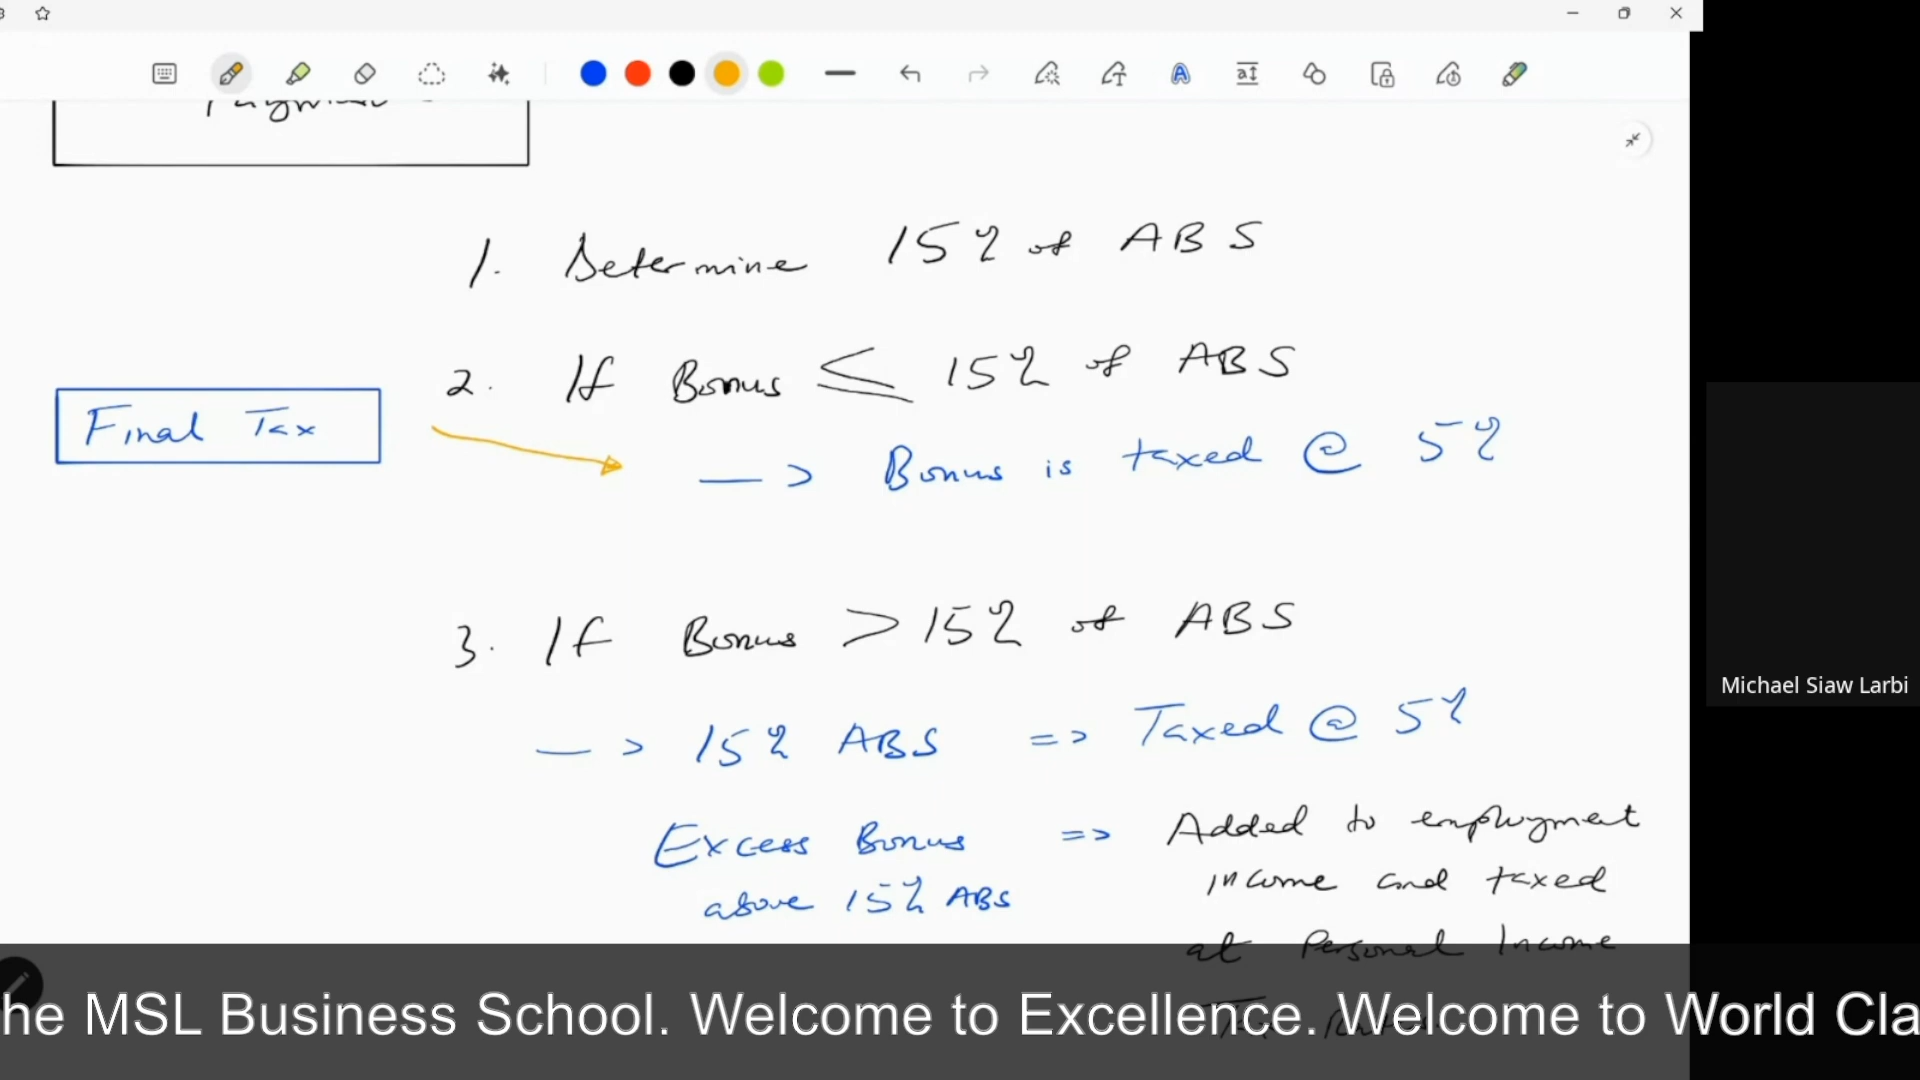 1. Determine 15% of ABS
2. If Bonus ≤ 15% of ABS
Final Tax
—> Bonus is taxed @ 5%
3. If Bonus > 15% of ABS
—> 15% ABS => Taxed @ 5%
Excess Bonus => Added to employment
above 15% ABS income and taxed
at Personal Income
Michael Siaw Larbi
he MSL Business School. Welcome to Excellence. Welcome to World Cla